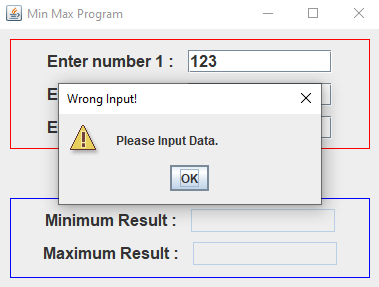 Min Max Program
Enter number 1 : 123
Wrong Input!
Please Input Data.
OK
Minimum Result :
Maximum Result :